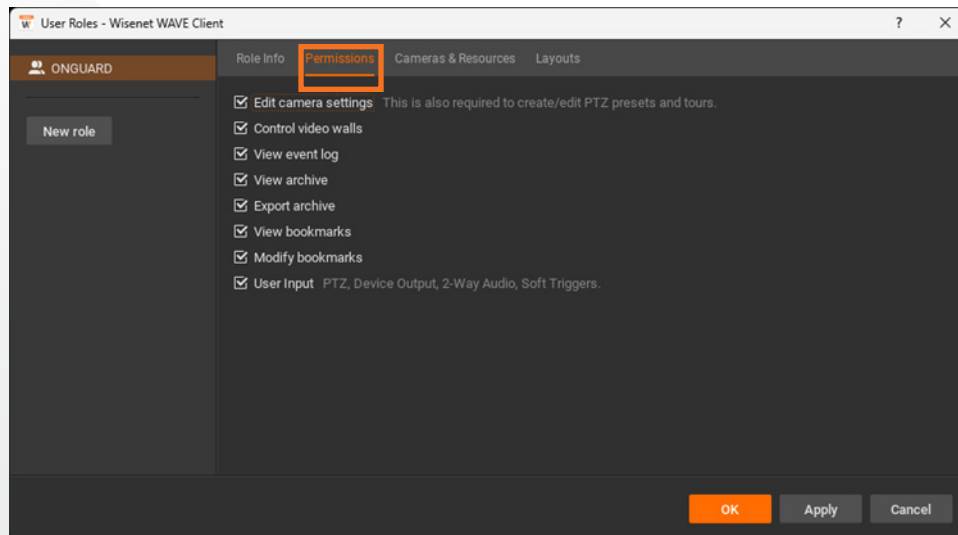 User Roles - Wisenet WAVE Client
ONGUARD
New role
Role Info Permissions Cameras & Resources Layouts
Edit camera settings This is also required to create/edit PTZ presets and tours.
Control video walls
View event log
View archive
Export archive
View bookmarks
Modify bookmarks
User Input PTZ, Device Output, 2-Way Audio, Soft Triggers.
OK Apply Cancel